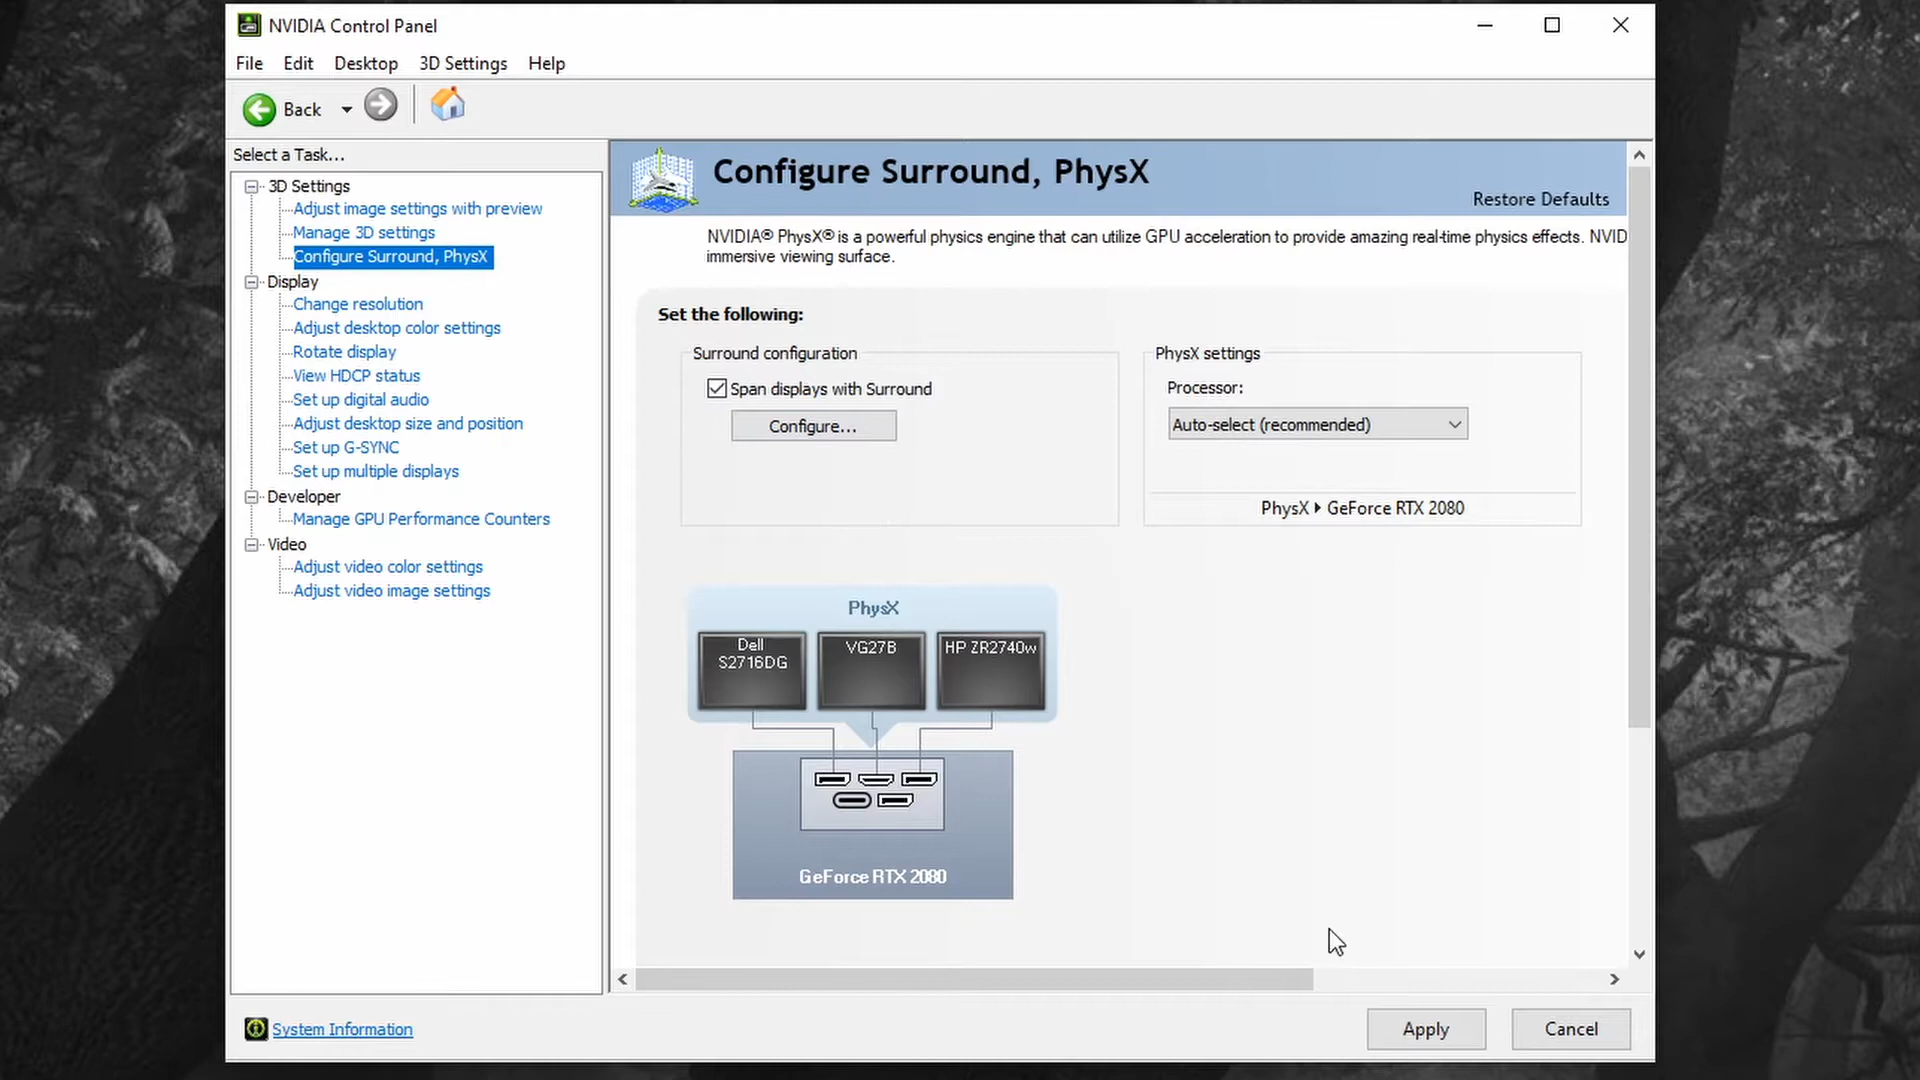 NVIDIA Control Panel
File Edit Desktop 3D Settings Help
Back
Select a Task...
3D Settings
Adjust image settings with preview
Manage 3D settings
Configure Surround, PhysX
Display
Change resolution
Adjust desktop color settings
Rotate display
View HDCP status
Set up digital audio
Adjust desktop size and position
Set up G-SYNC
Set up multiple displays
Developer
Manage GPU Performance Counters
Video
Adjust video color settings
Adjust video image settings
System Information
Configure Surround, PhysX
Restore Defaults
NVIDIA® PhysX® is a powerful physics engine that can utilize GPU acceleration to provide amazing real-time physics effects. NVID
immersive viewing surface.
Set the following:
Surround configuration
Span displays with Surround
Configure...
PhysX settings
Processor:
Auto-select (recommended)
PhysX GeForce RTX 2080
PhysX
Dell
S2716DG
VG27B
HP ZR2740w
GeForce RTX 2080
Apply
Cancel